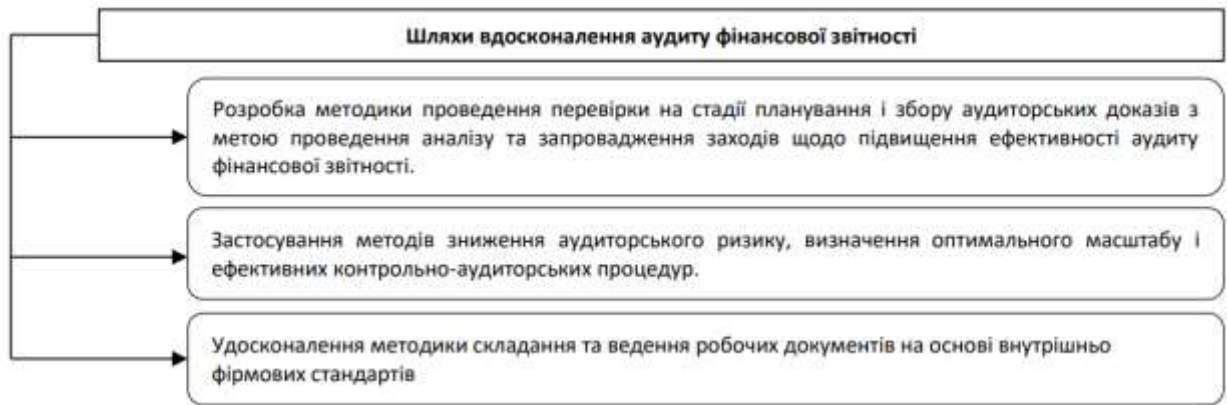 Шляхи вдосконалення аудиту фінансової звітності
Розробка методики проведення перевірки на стадії планування і збору аудиторських доказів з
метою проведення аналізу та запровадження заходів щодо підвищення ефективності аудиту
фінансової звітності.
Застосування методів зниження аудиторського ризику, визначення оптимального масштабу і
ефективних контрольно-аудиторських процедур.
Удосконалення методики складання та ведення робочих документів на основі внутрішньо
фірмових стандартів